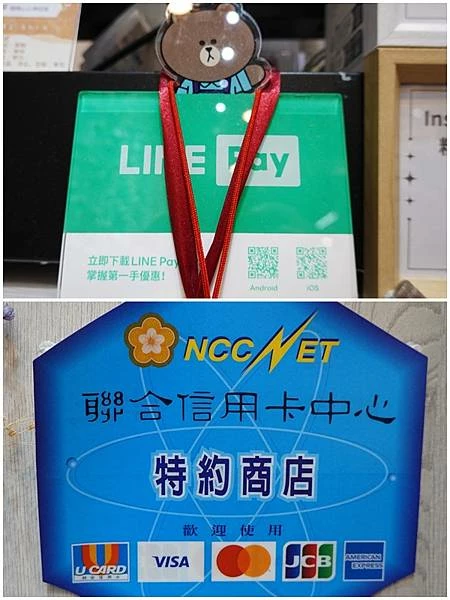 LINE Pay
立即下載LINE Pay
掌握第一手優惠!
Android
iOS
Ins
NCCNET
聯合信用卡中心
特約商店
歡迎使用
U CARD
VISA
MasterCard
JCB
AMERICAN
EXPRESS